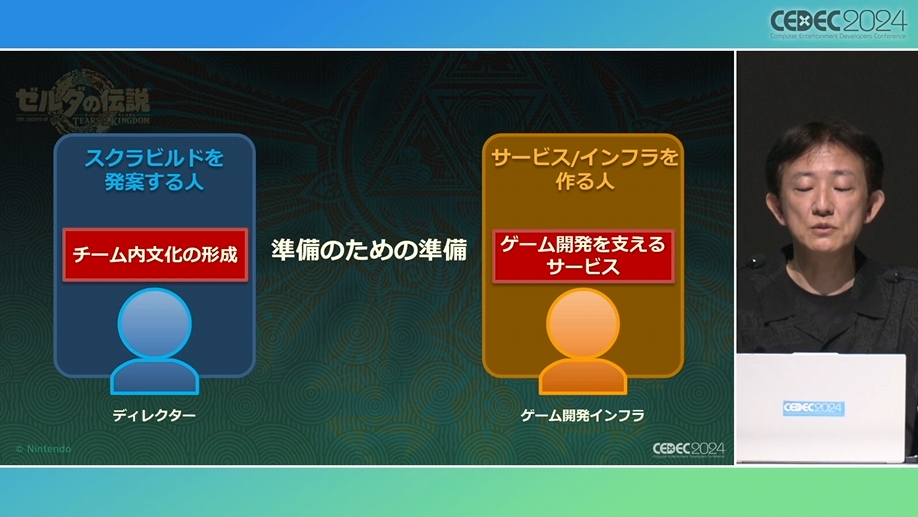 CEDEC2024
Computer Entertainment Developers Conference
ゼルダの伝説
THE LEGEND OF
TEARS OF THE KINGDOM
スクラビルドを
発案する人
チーム内文化の形成
ディレクター
準備のための準備
サービス/インフラを
作る人
ゲーム開発を支える
サービス
ゲーム開発インフラ
© Nintendo
CEDEC2024
CEDEC2024